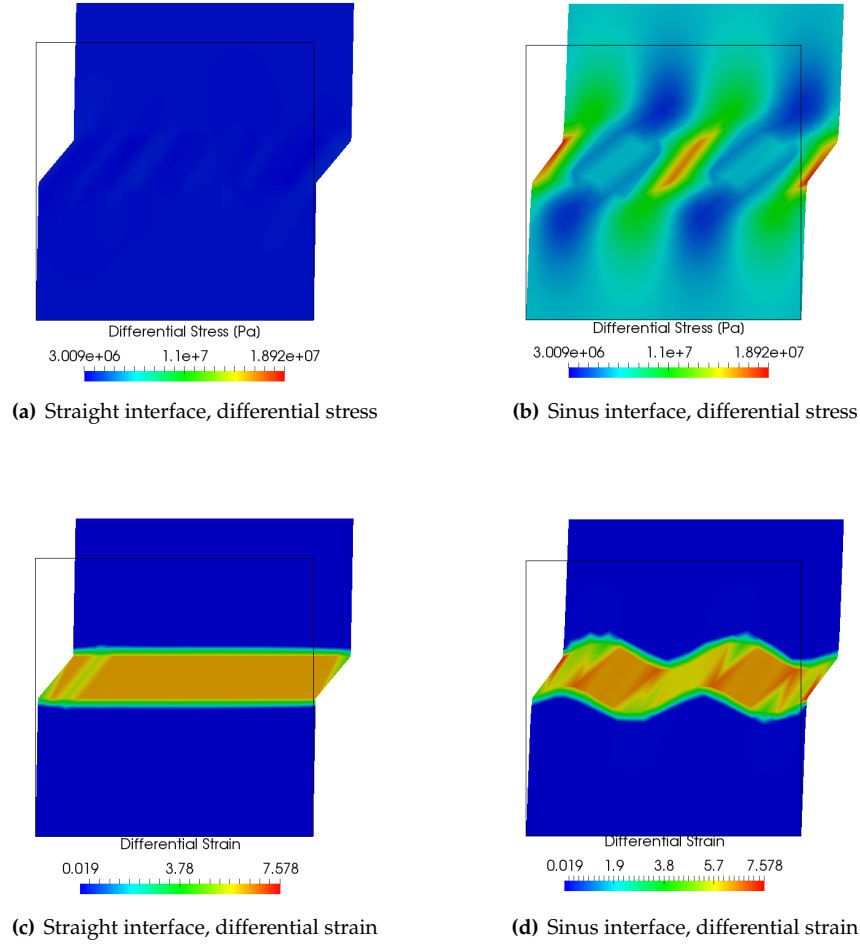 Differential Stress [Pa]
3.009e+06 1.1e+7 1.892e+07
(a) Straight interface, differential stress
Differential Stress [Pa]
3.009e+06 1.1e+7 1.892e+07
(b) Sinus interface, differential stress
Differential Strain
0.019 3.78 7.578
(c) Straight interface, differential strain
Differential Strain
0.019 1.9 3.8 5.7 7.578
(d) Sinus interface, differential strain